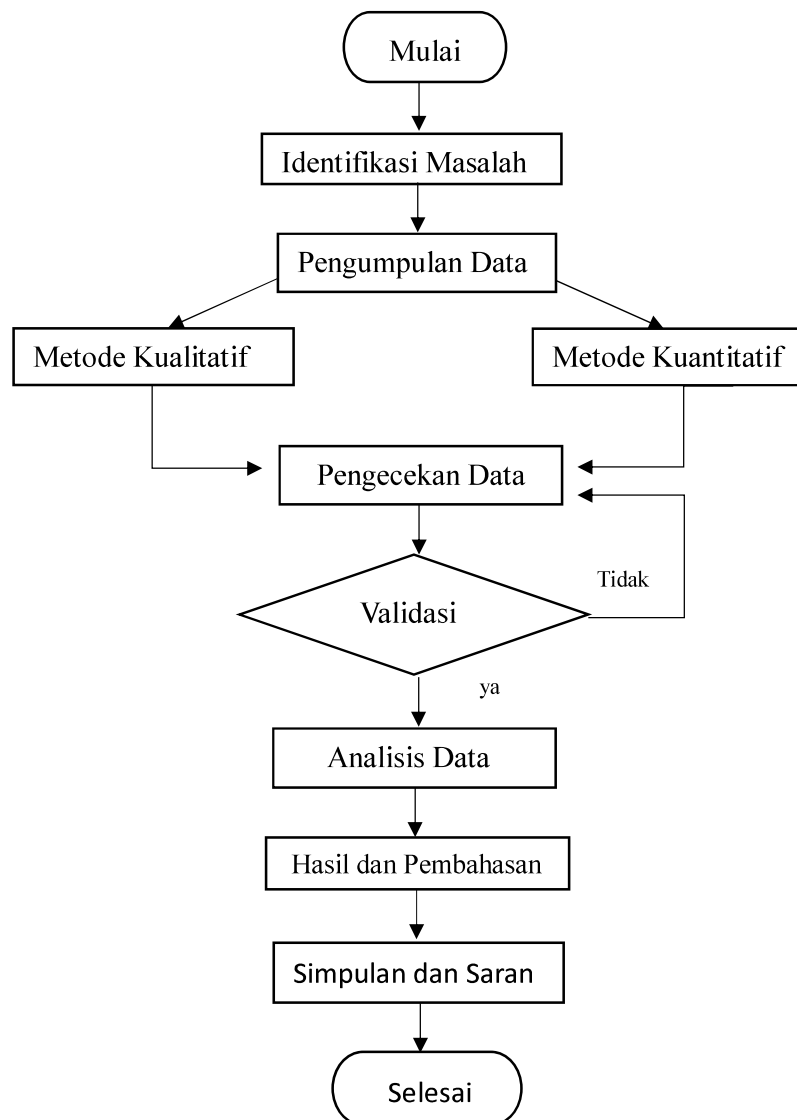 Mulai
Identifikasi Masalah
Pengumpulan Data
Metode Kualitatif
Metode Kuantitatif
Pengecekan Data
Tidak
Validasi
ya
Analisis Data
Hasil dan Pembahasan
Simpulan dan Saran
Selesai